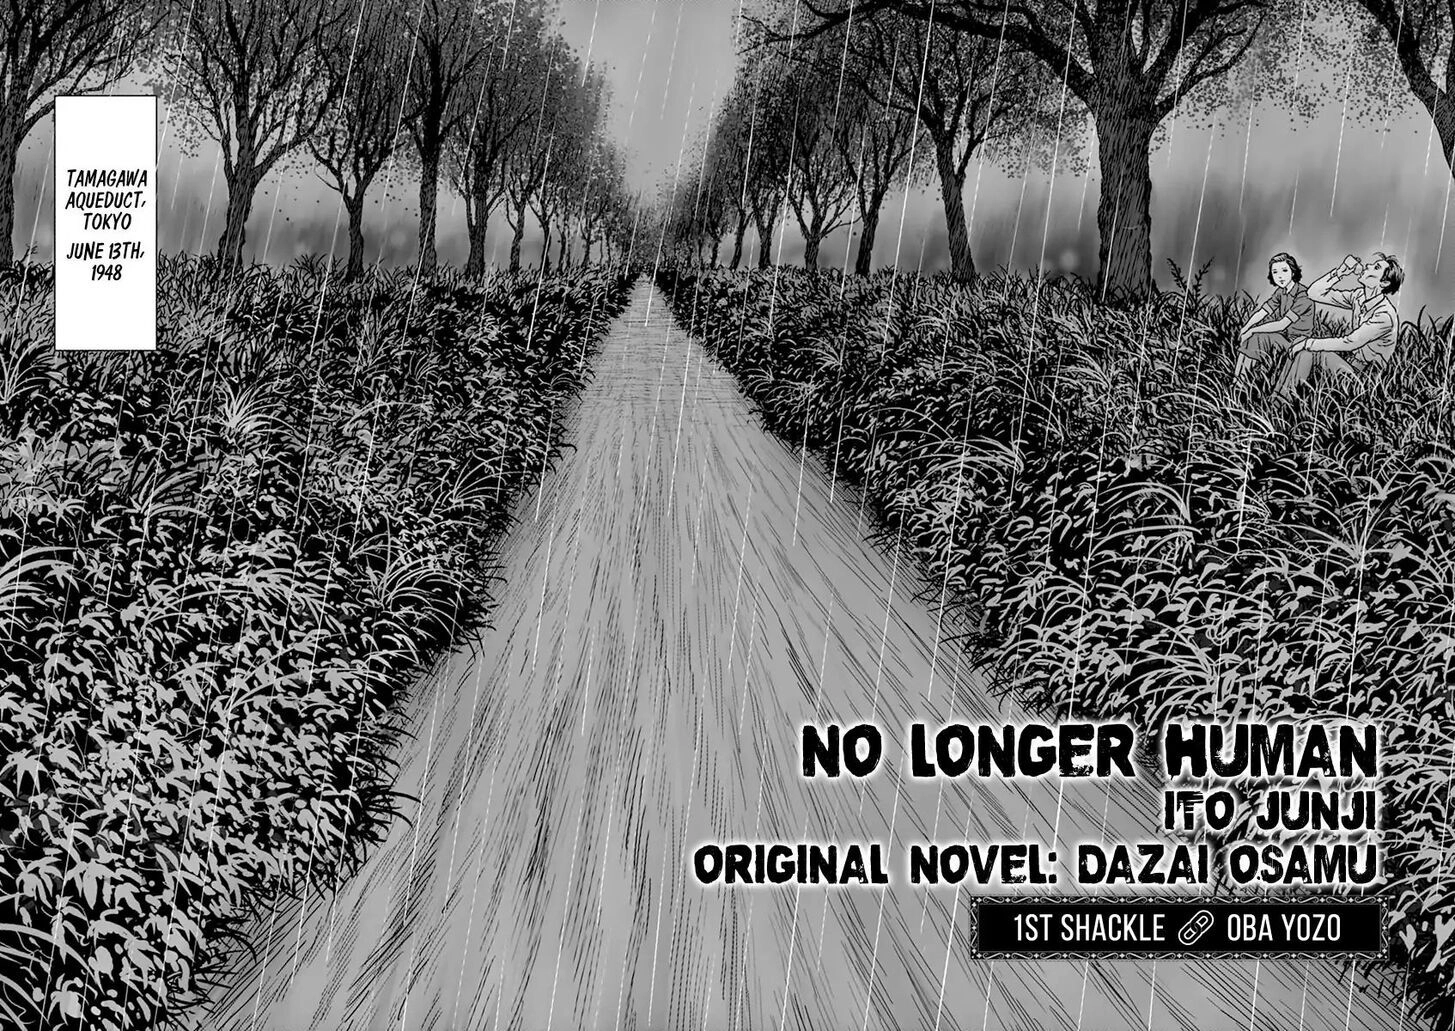 TAMAGAWA
AQUEDUCT,
TOKYO
JUNE 13TH,
1948
NO LONGER HUMAN
ITO JUNJI
ORIGINAL NOVEL: DAZAI OSAMU
1ST SHACKLE OBA YOZO